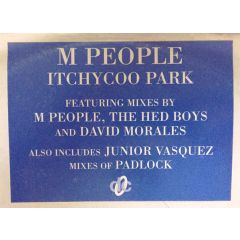 M PEOPLE
ITCHYCOO PARK
FEATURING MIXES BY
M PEOPLE, THE HED BOYS
AND DAVID MORALES
ALSO INCLUDES JUNIOR VASQUEZ
MIXES OF PADLOCK